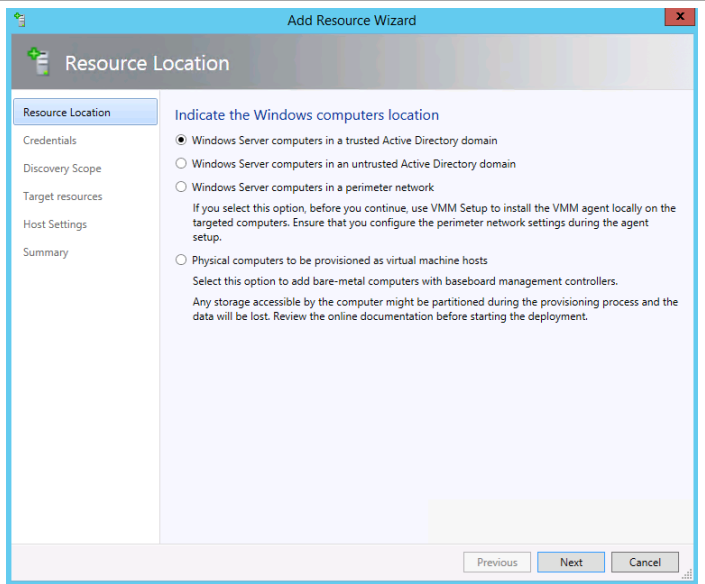 Add Resource Wizard
x
Resource Location
Resource Location
Credentials
Discovery Scope
Target resources
Host Settings
Summary
Indicate the Windows computers location
Windows Server computers in a trusted Active Directory domain
Windows Server computers in an untrusted Active Directory domain
Windows Server computers in a perimeter network
If you select this option, before you continue, use VMM Setup to install the VMM agent locally on the
targeted computers. Ensure that you configure the perimeter network settings during the agent
setup.
Physical computers to be provisioned as virtual machine hosts
Select this option to add bare-metal computers with baseboard management controllers.
Any storage accessible by the computer might be partitioned during the provisioning process and the
data will be lost. Review the online documentation before starting the deployment.
Previous
Next
Cancel